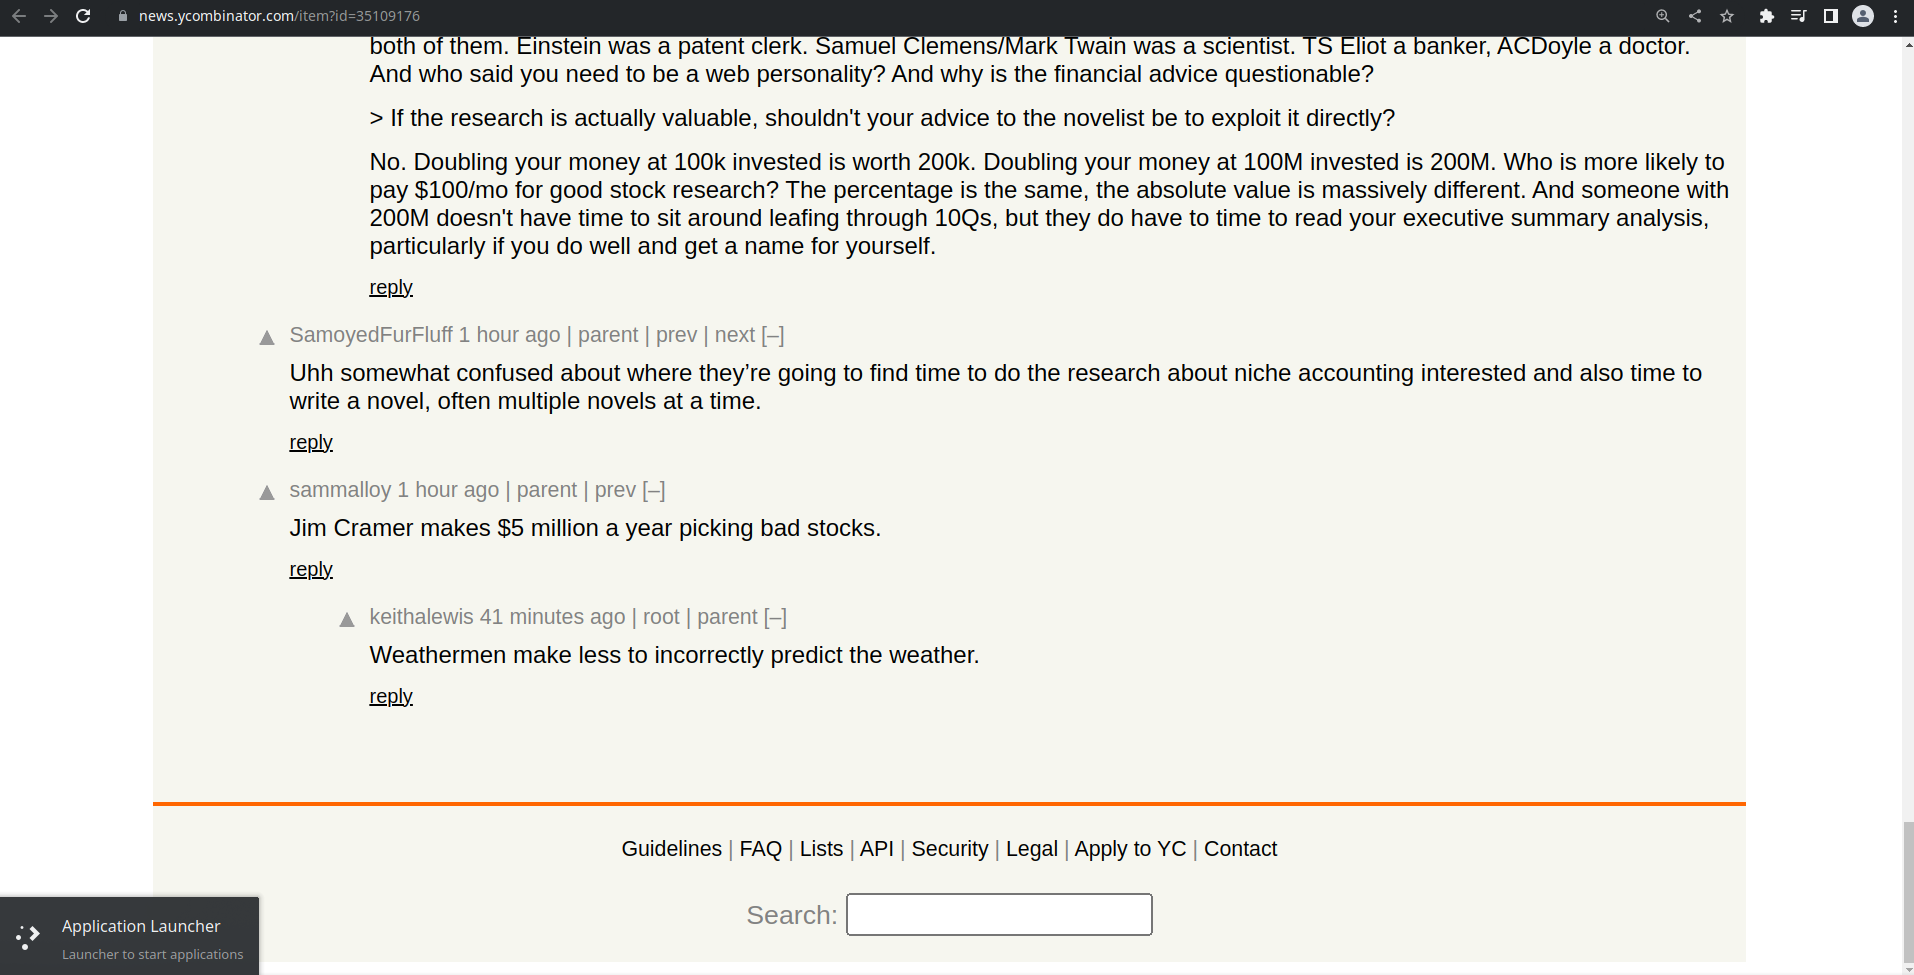 news.ycombinator.com/item?id=35109176
both of them. Einstein was a patent clerk. Samuel Clemens/Mark Twain was a scientist. TS Eliot a banker, ACDoyle a doctor.
And who said you need to be a web personality? And why is the financial advice questionable?
> If the research is actually valuable, shouldn't your advice to the novelist be to exploit it directly?
No. Doubling your money at 100k invested is worth 200k. Doubling your money at 100M invested is 200M. Who is more likely to
pay $100/mo for good stock research? The percentage is the same, the absolute value is massively different. And someone with
200M doesn't have time to sit around leafing through 10Qs, but they do have to time to read your executive summary analysis,
particularly if you do well and get a name for yourself.
reply
SamoyedFurFluff 1 hour ago | parent | prev | next [–]
Uhh somewhat confused about where they’re going to find time to do the research about niche accounting interested and also time to
write a novel, often multiple novels at a time.
reply
sammalloy 1 hour ago | parent | prev [–]
Jim Cramer makes $5 million a year picking bad stocks.
reply
keithalewis 41 minutes ago | root | parent [–]
Weathermen make less to incorrectly predict the weather.
reply
Guidelines | FAQ | Lists | API | Security | Legal | Apply to YC | Contact
Search:
Application Launcher
Launcher to start applications